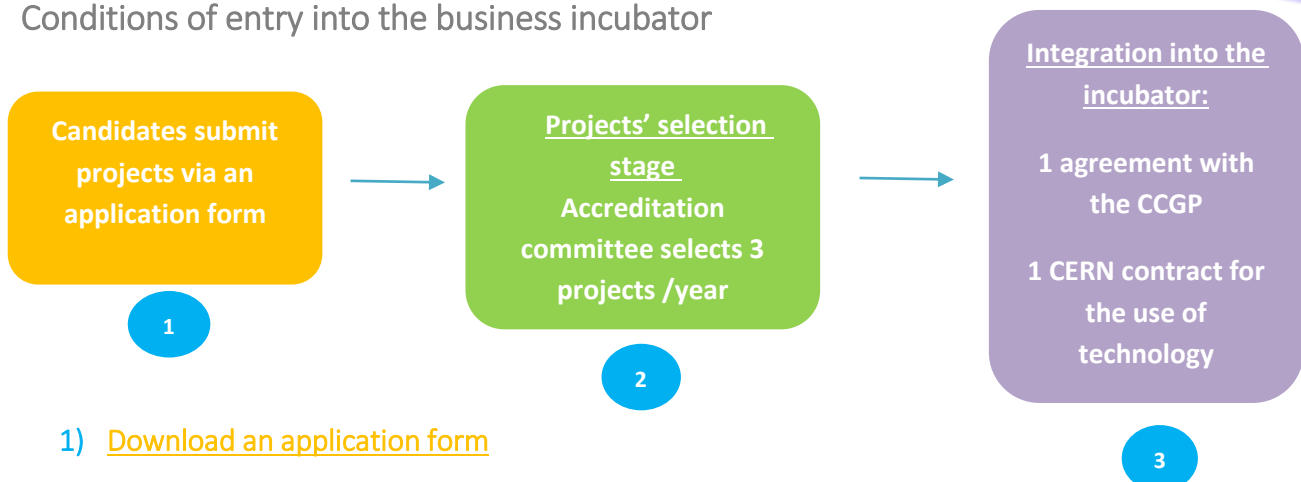 Conditions of entry into the business incubator
Candidates submit
projects via an
application form
1
Projects’ selection
stage
Accreditation
committee selects 3
projects /year
2
Integration into the
incubator:
1 agreement with
the CCGP
1 CERN contract for
the use of
technology
3
1) Download an application form